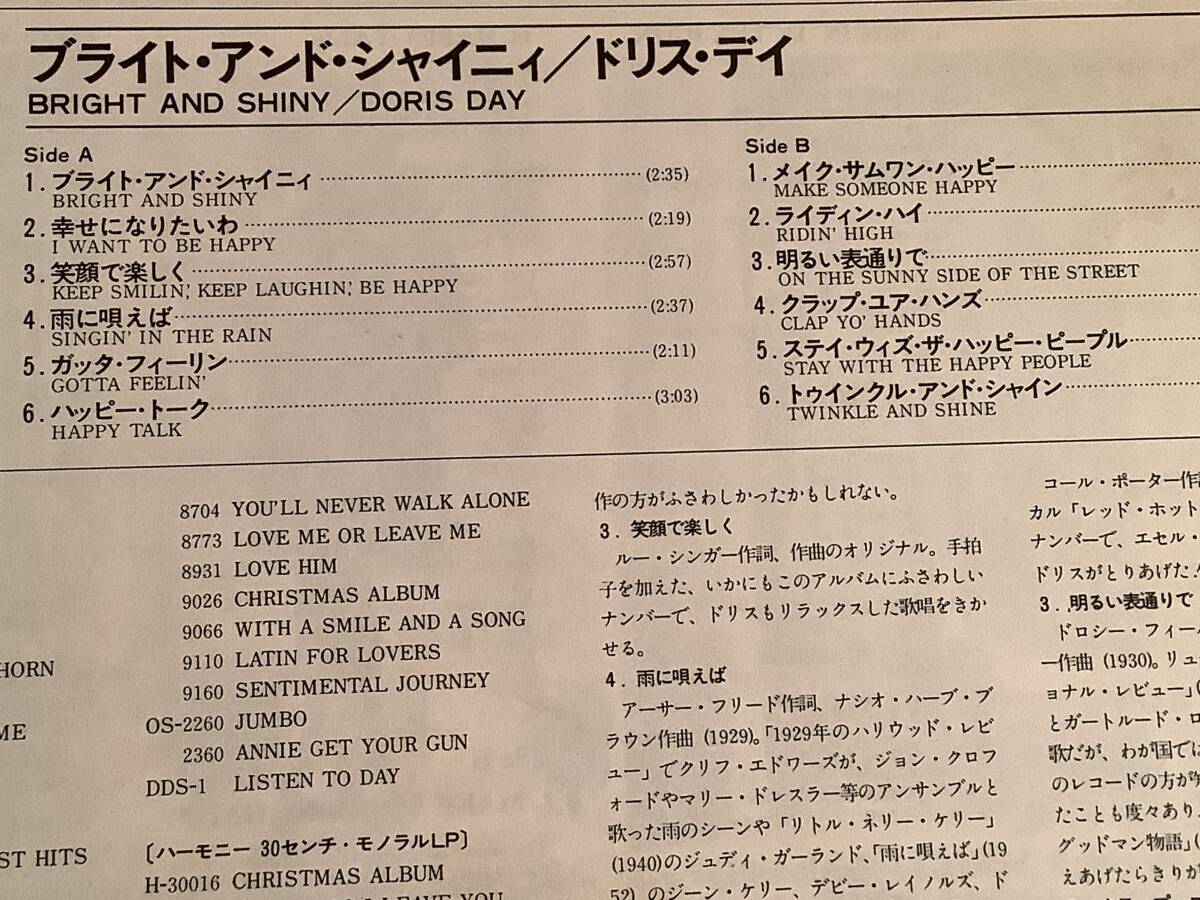 ブライト・アンド・シャイニィ／ドリス・デイ
BRIGHT AND SHINY／DORIS DAY
Side A
1. ブライト・アンド・シャイニィ (2:35)
BRIGHT AND SHINY
2. 幸せになりたいわ (2:19)
I WANT TO BE HAPPY
3. 笑顔で楽しく (2:57)
KEEP SMILIN', KEEP LAUGHIN', BE HAPPY
4. 雨に唄えば (2:37)
SINGIN' IN THE RAIN
5. ガッタ・フィーリン (2:11)
GOTTA FEELIN'
6. ハッピー・トーク (3:03)
HAPPY TALK
Side B
1. メイク・サムワン・ハッピー
MAKE SOMEONE HAPPY
2. ライディン・ハイ
RIDIN' HIGH
3. 明るい表通りで
ON THE SUNNY SIDE OF THE STREET
4. クラップ・ユア・ハンズ
CLAP YO' HANDS
5. ステイ・ウィズ・ザ・ハッピー・ピープル
STAY WITH THE HAPPY PEOPLE
6. トゥインクル・アンド・シャイン
TWINKLE AND SHINE
HORN
ME
ST HITS
8704 YOU'LL NEVER WALK ALONE
8773 LOVE ME OR LEAVE ME
8931 LOVE HIM
9026 CHRISTMAS ALBUM
9066 WITH A SMILE AND A SONG
9110 LATIN FOR LOVERS
9160 SENTIMENTAL JOURNEY
OS-2260 JUMBO
2360 ANNIE GET YOUR GUN
DDS-1 LISTEN TO DAY
〔ハーモニー 30センチ・モノラルLP〕
H-30016 CHRISTMAS ALBUM
LEAVE YOU
作の方がふさわしかったかもしれない。
3．笑顔で楽しく
ルー・シンガー作詞、作曲のオリジナル。手拍
子を加えた、いかにもこのアルバムにふさわしい
ナンバーで、ドリスもリラックスした歌唱をきか
せる。
4．雨に唄えば
アーサー・フリード作詞、ナシオ・ハーブ・ブ
ラウン作曲 (1929)。「1929年のハリウッド・レビ
ュー」でクリフ・エドワーズが、ジョン・クロフ
ォードやマリー・ドレスラー等のアンサンブルと
歌った雨のシーンや「リトル・ネリー・ケリー」
(1940)のジュディ・ガーランド、「雨に唄えば」(19
52) のジーン・ケリー、デビー・レイノルズ、ド
コール・ポーター作
カル「レッド・ホット
ナンバーで、エセル・
ドリスがとりあげた
3．明るい表通りで
ドロシー・フィー
ー作曲 (1930)。リュ
ョナル・レビュー」(
とガートルード・ロ
歌だが、わが国では
のレコードの方が
たことも度々あり、
グッドマン物語」(
えあげたらきりが